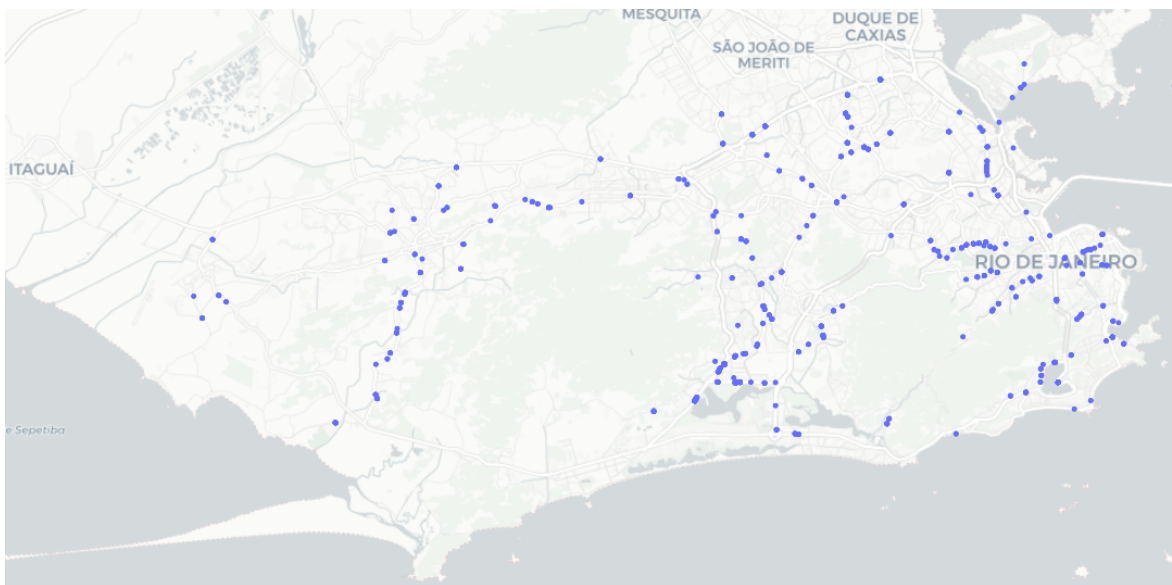 MESQUITA
DUQUE DE
CAXIAS
SÃO JOÃO DE
MERITI
ITAGUAÍ
RIO DE JANEIRO
e Sepetiba